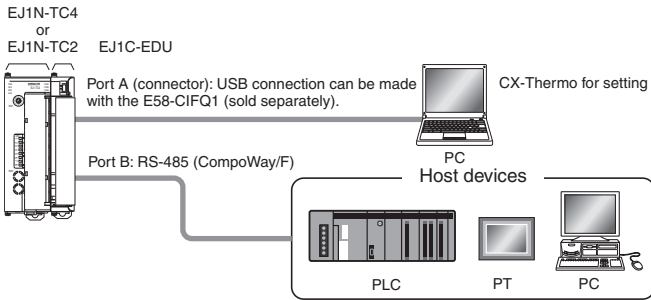 EJ1N-TC4
or
EJ1N-TC2 EJ1C-EDU
Port A (connector): USB connection can be made
with the E58-CIFQ1 (sold separately).
CX-Thermo for setting
PC
Port B: RS-485 (CompoWay/F)
Host devices
PLC PT PC